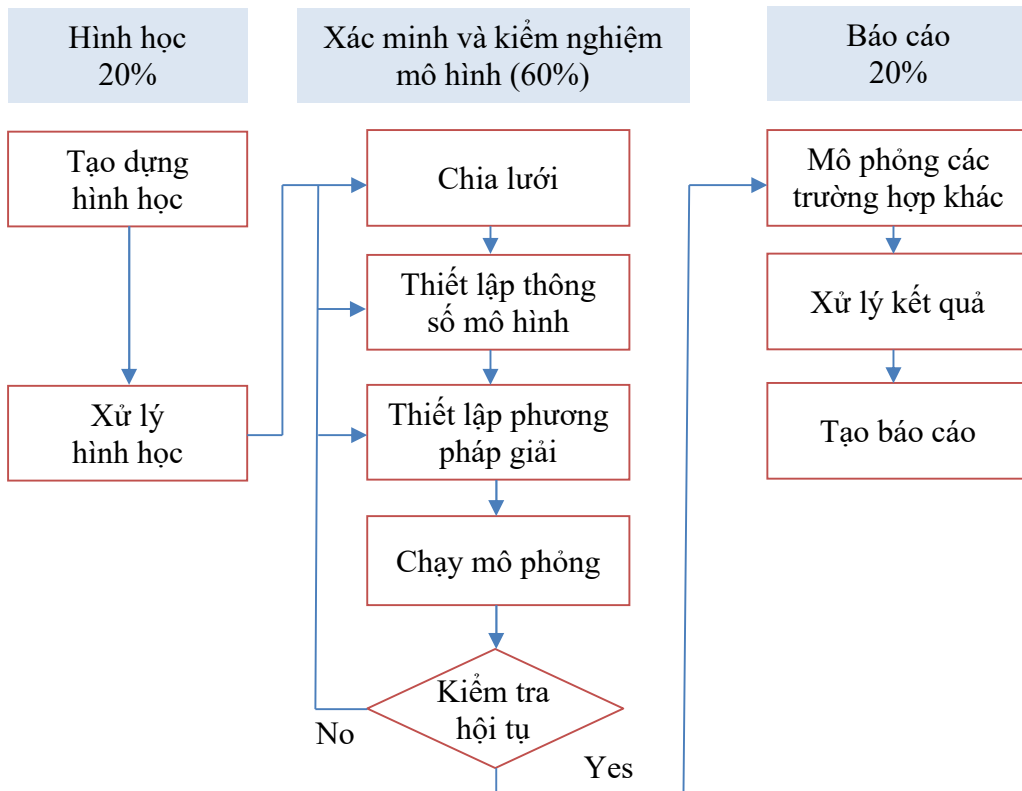 Hình học
20%
Tạo dựng
hình học
Xử lý
hình học
Xác minh và kiểm nghiệm
mô hình (60%)
Chia lưới
Thiết lập thông
số mô hình
Thiết lập phương
pháp giải
Chạy mô phỏng
Kiểm tra
hội tụ
No
Yes
Báo cáo
20%
Mô phỏng các
trường hợp khác
Xử lý kết quả
Tạo báo cáo